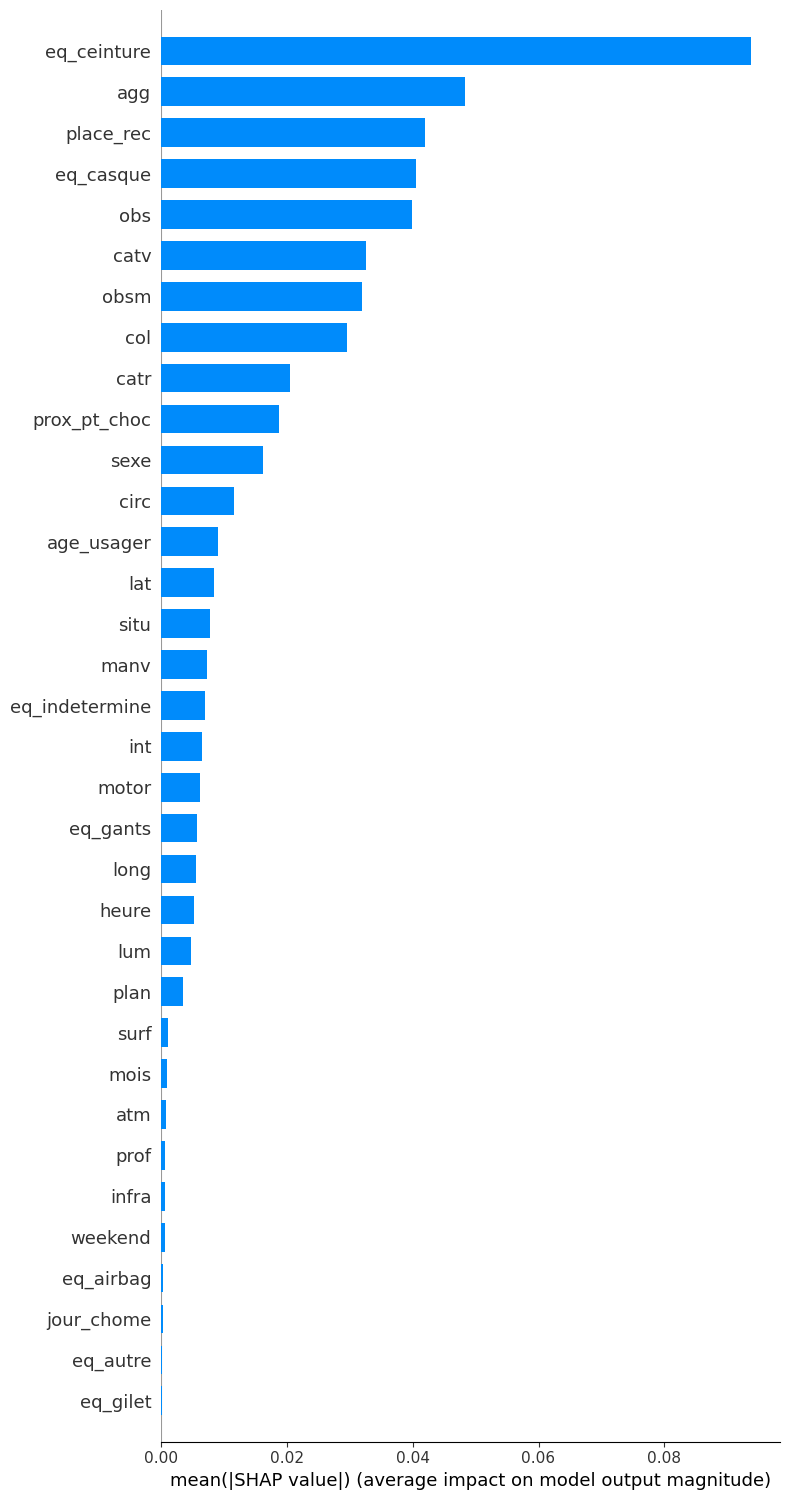 eq_ceinture
agg
place_rec
eq_casque
obs
catv
obsm
col
catr
prox_pt_choc
sexe
circ
age_usager
lat
situ
manv
eq_indetermine
int
motor
eq_gants
long
heure
lum
plan
surf
mois
atm
prof
infra
weekend
eq_airbag
jour_chome
eq_autre
eq_gilet
0.00 0.02 0.04 0.06 0.08
mean(|SHAP value|) (average impact on model output magnitude)